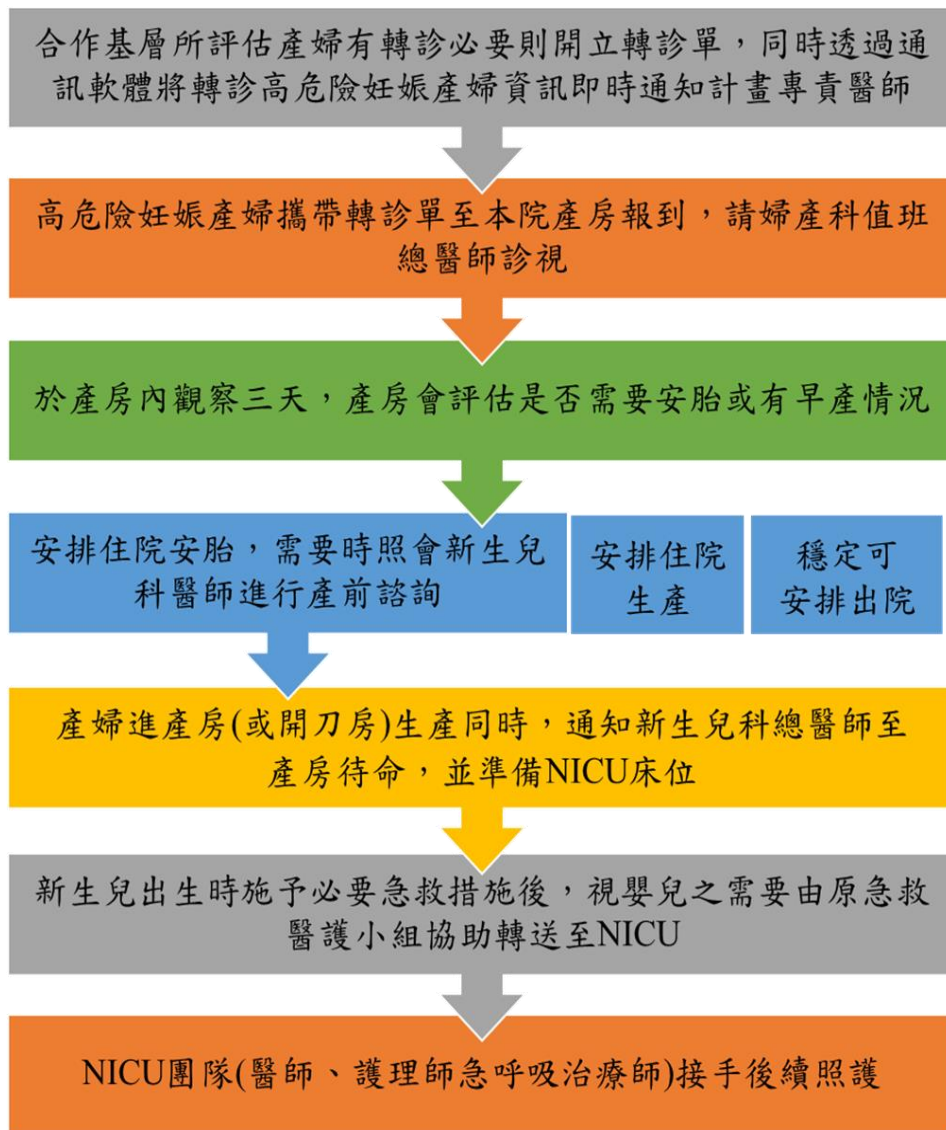 合作基層所評估產婦有轉診必要則開立轉診單，同時透過通
訊軟體將轉診高危險妊娠產婦資訊即時通知計畫專責醫師
高危險妊娠產婦攜帶轉診單至本院產房報到，請婦產科值班
總醫師診視
於產房內觀察三天，產房會評估是否需要安胎或有早產情況
安排住院安胎，需要時照會新生兒
科醫師進行產前諮詢
安排住院
生產
穩定可
安排出院
產婦進產房(或開刀房)生產同時，通知新生兒科總醫師至
產房待命，並準備NICU床位
新生兒出生時施予必要急救措施後，視嬰兒之需要由原急救
醫護小組協助轉送至NICU
NICU團隊(醫師、護理師急呼吸治療師)接手後續照護